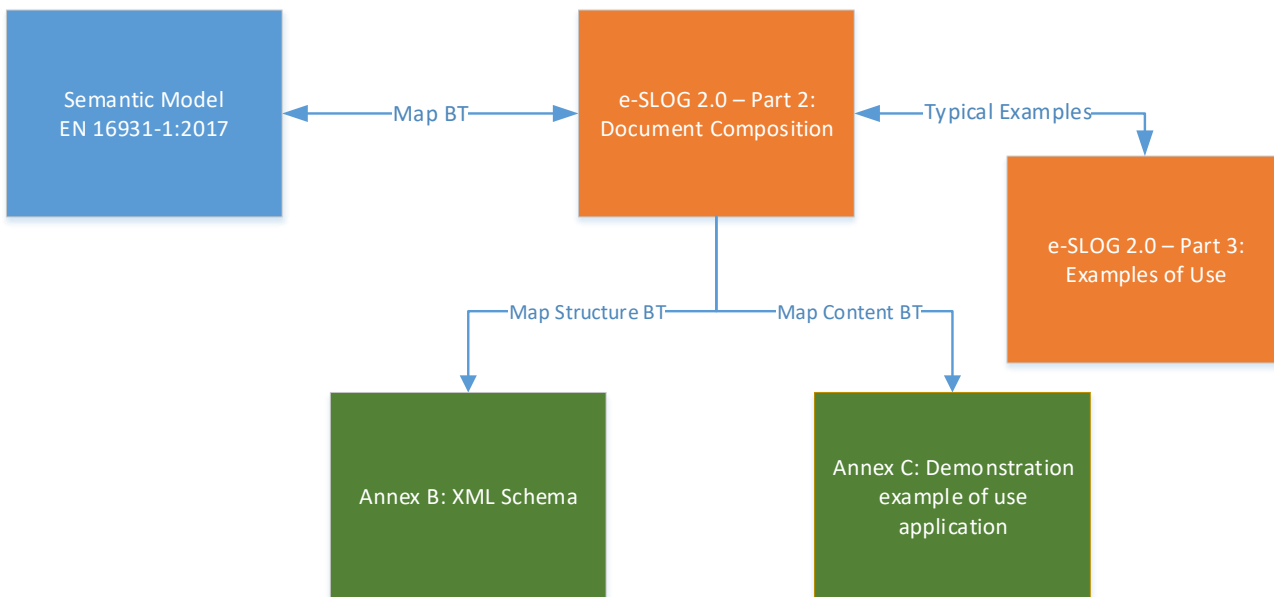 Semantic Model
EN 16931-1:2017
Map BT
e-SLOG 2.0 – Part 2:
Document Composition
Typical Examples
e-SLOG 2.0 – Part 3:
Examples of Use
Map Structure BT
Map Content BT
Annex B: XML Schema
Annex C: Demonstration
example of use
application